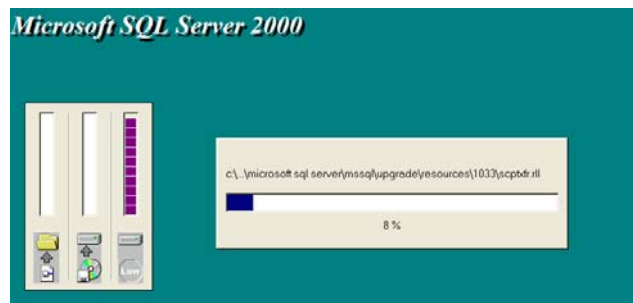 Microsoft SQL Server 2000
c:\..\microsoft sql server\mssql\upgrade\resources\1033\scptxfr.rll
8 %
Low